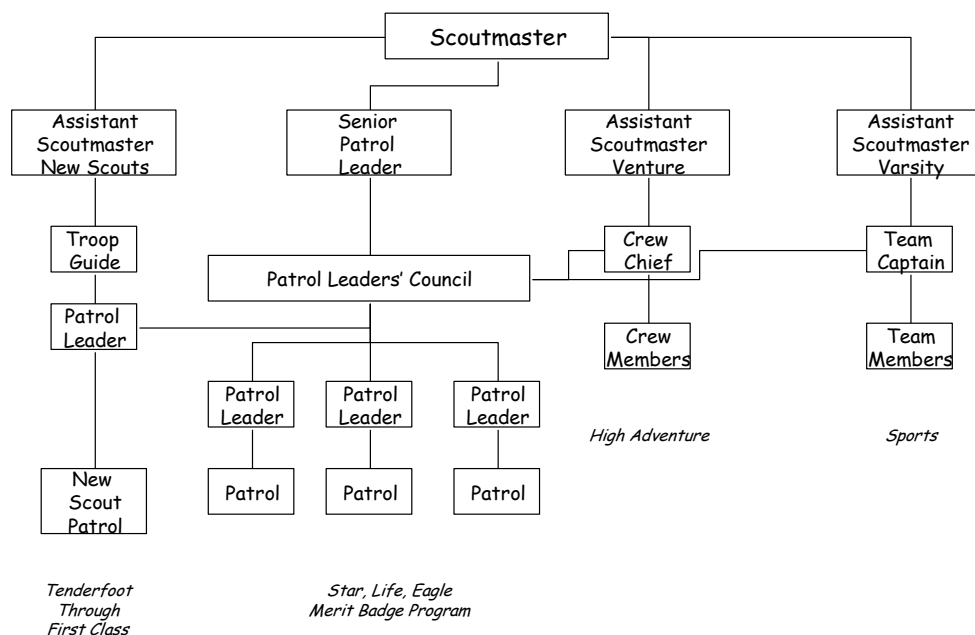 Scoutmaster
Assistant
Scoutmaster
New Scouts
Senior
Patrol
Leader
Assistant
Scoutmaster
Venture
Assistant
Scoutmaster
Varsity
Troop
Guide
Crew
Chief
Team
Captain
Patrol Leaders’ Council
Patrol
Leader
Crew
Members
Team
Members
Patrol
Leader
Patrol
Leader
Patrol
Leader
High Adventure
Sports
New
Scout
Patrol
Patrol
Patrol
Patrol
Tenderfoot
Through
First Class
Star, Life, Eagle
Merit Badge Program